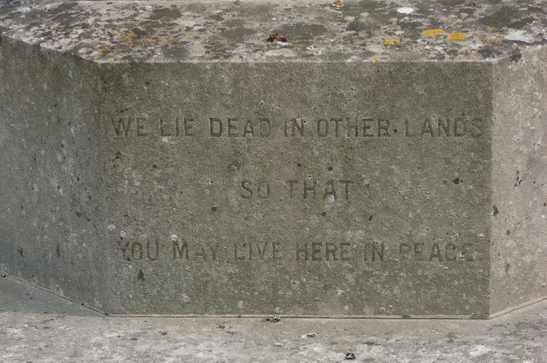 WE LIE DEAD IN OTHER LANDS
SO THAT
YOU MAY LIVE HERE IN PEACE